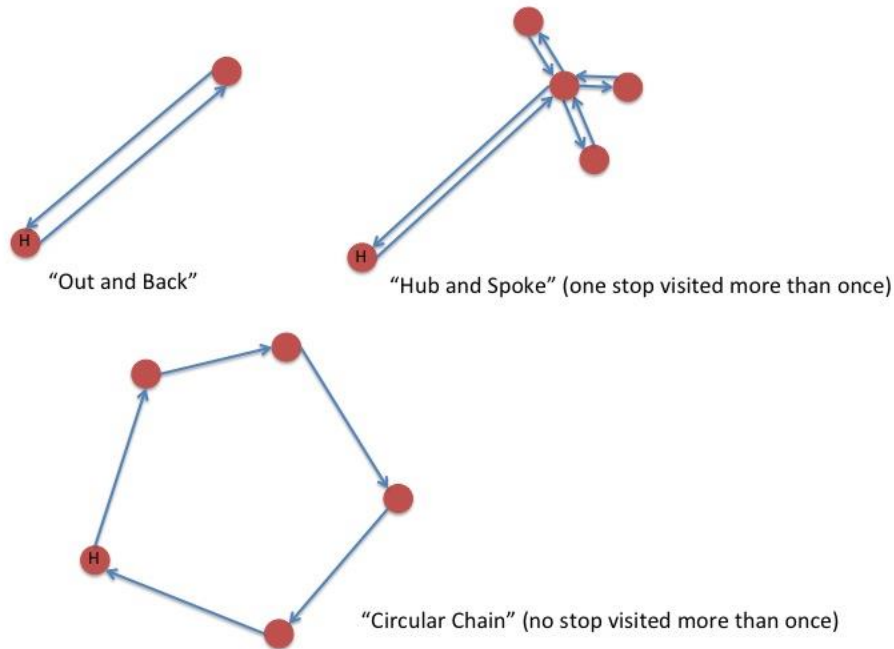 H
“Out and Back”
H
“Hub and Spoke” (one stop visited more than once)
H
“Circular Chain” (no stop visited more than once)